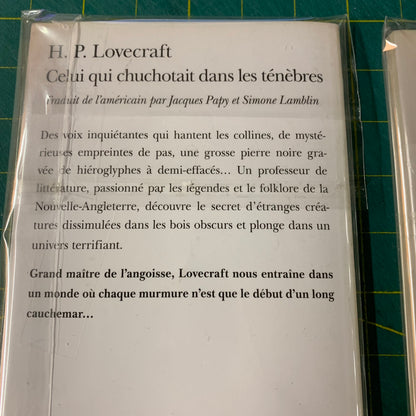 H. P. Lovecraft
Celui qui chuchotait dans les ténèbres
Traduit de l'américain par Jacques Papy et Simone Lamblin
Des voix inquiétantes qui hantent les collines, de mysté-
rieuses empreintes de pas, une grosse pierre noire gra-
vée de hiéroglyphes à demi-effacés... Un professeur de
littérature, passionné par les légendes et le folklore de la
Nouvelle-Angleterre, découvre le secret d'étranges créa-
tures dissimulées dans les bois obscurs et plonge dans un
univers terrifiant.
Grand maître de l'angoisse, Lovecraft nous entraîne dans
un monde où chaque murmure n'est que le début d'un long
cauchemar...